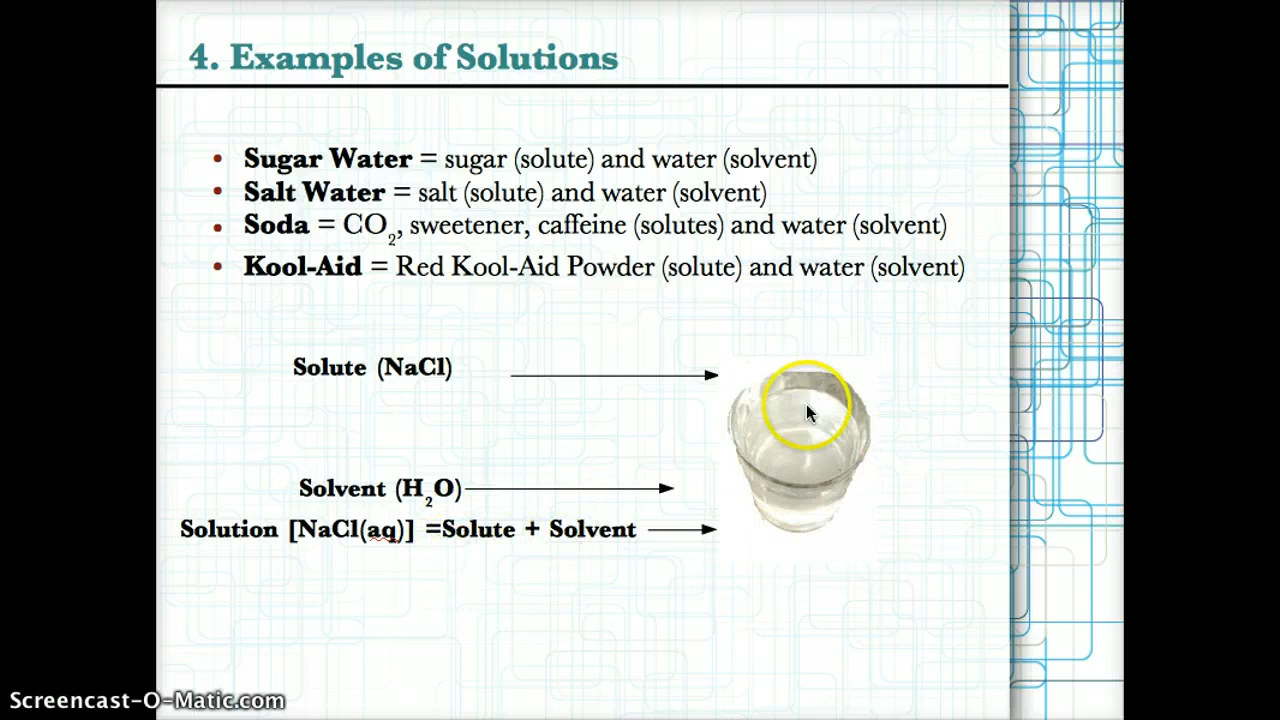 4. Examples of Solutions
• Sugar Water = sugar (solute) and water (solvent)
• Salt Water = salt (solute) and water (solvent)
• Soda = CO₂, sweetener, caffeine (solutes) and water (solvent)
• Kool-Aid = Red Kool-Aid Powder (solute) and water (solvent)
Solute (NaCl)
Solvent (H₂O)
Solution [NaCl(aq)] =Solute + Solvent
Screencast-O-Matic.com